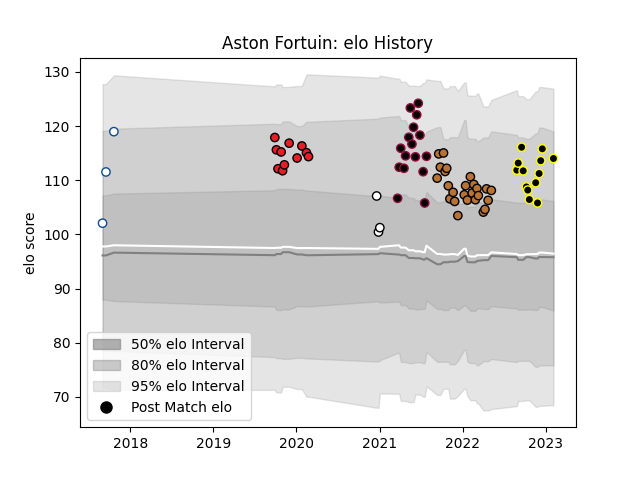 Aston Fortuin: elo History
elo score
130
120
110
100
90
80
70
50% elo Interval
80% elo Interval
95% elo Interval
Post Match elo
2018 2019 2020 2021 2022 2023